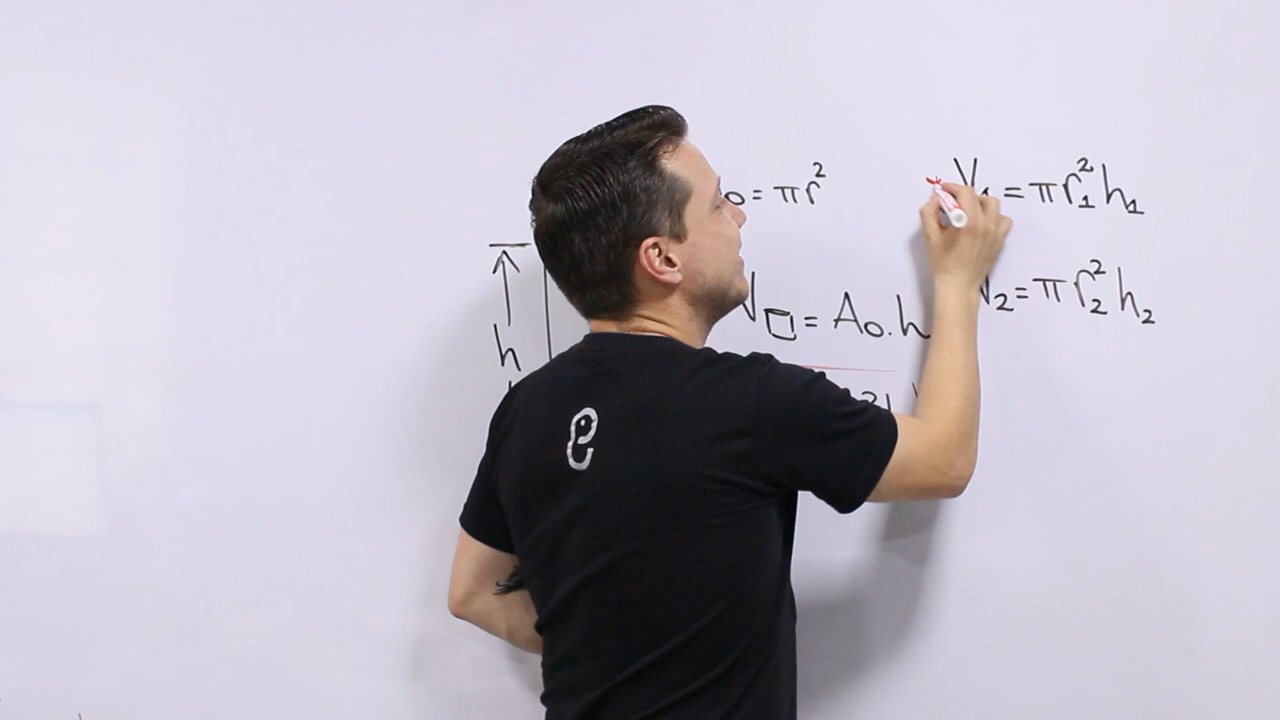 o = πr²
V₁ = πr₁²h₁
h
V = A₀.h
V₂ = πr₂²h₂